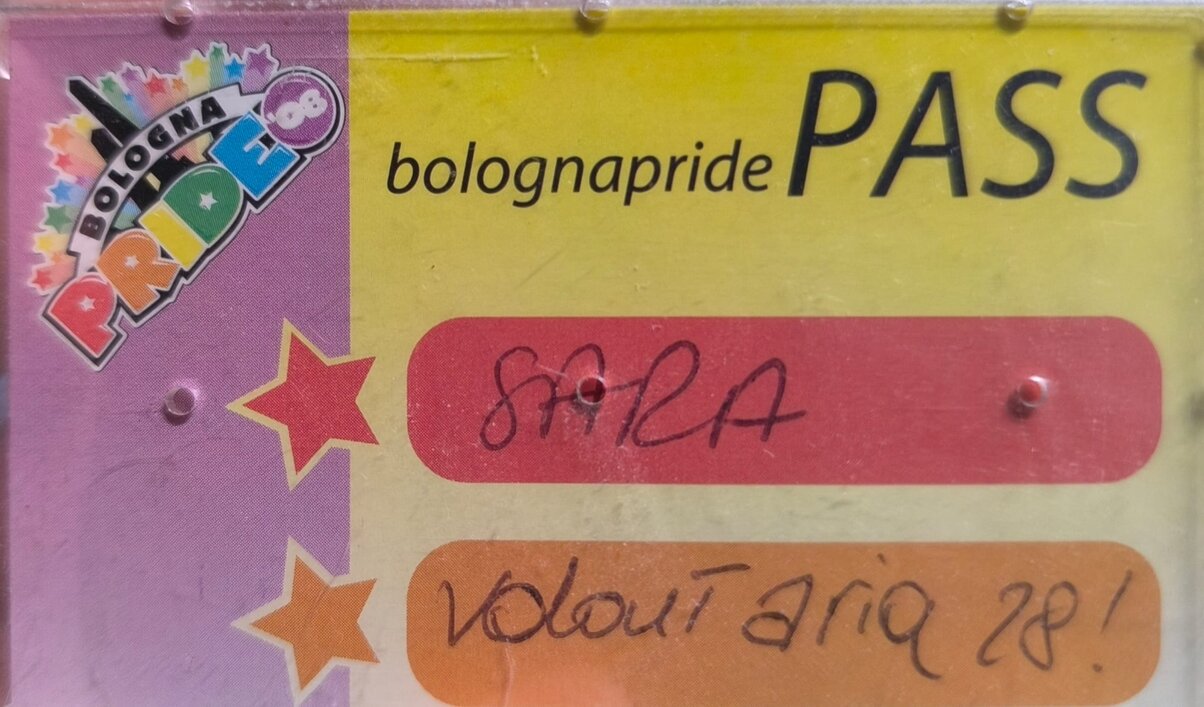 BOLOGNA
PRIDE '08
bolognapride PASS
SARA
Volontaria 28!